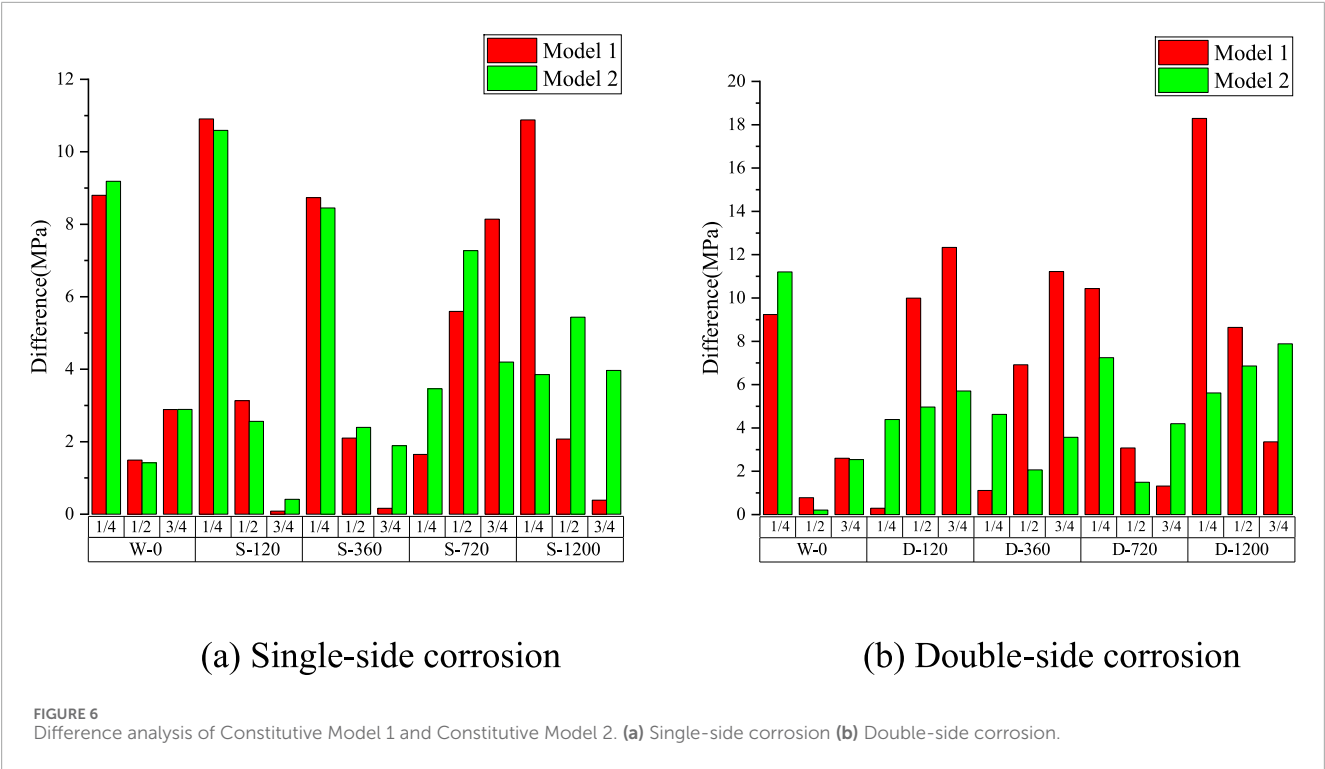 Model 1
Model 2
12
10
8
6
4
2
0
Difference(MPa)
1/4 1/2 3/4 1/4 1/2 3/4 1/4 1/2 3/4 1/4 1/2 3/4 1/4 1/2 3/4
W-0 S-120 S-360 S-720 S-1200
(a) Single-side corrosion
Model 1
Model 2
20
18
16
14
12
10
8
6
4
2
0
Difference(MPa)
1/4 1/2 3/4 1/4 1/2 3/4 1/4 1/2 3/4 1/4 1/2 3/4 1/4 1/2 3/4
W-0 D-120 D-360 D-720 D-1200
(b) Double-side corrosion
FIGURE 6
Difference analysis of Constitutive Model 1 and Constitutive Model 2. (a) Single-side corrosion (b) Double-side corrosion.